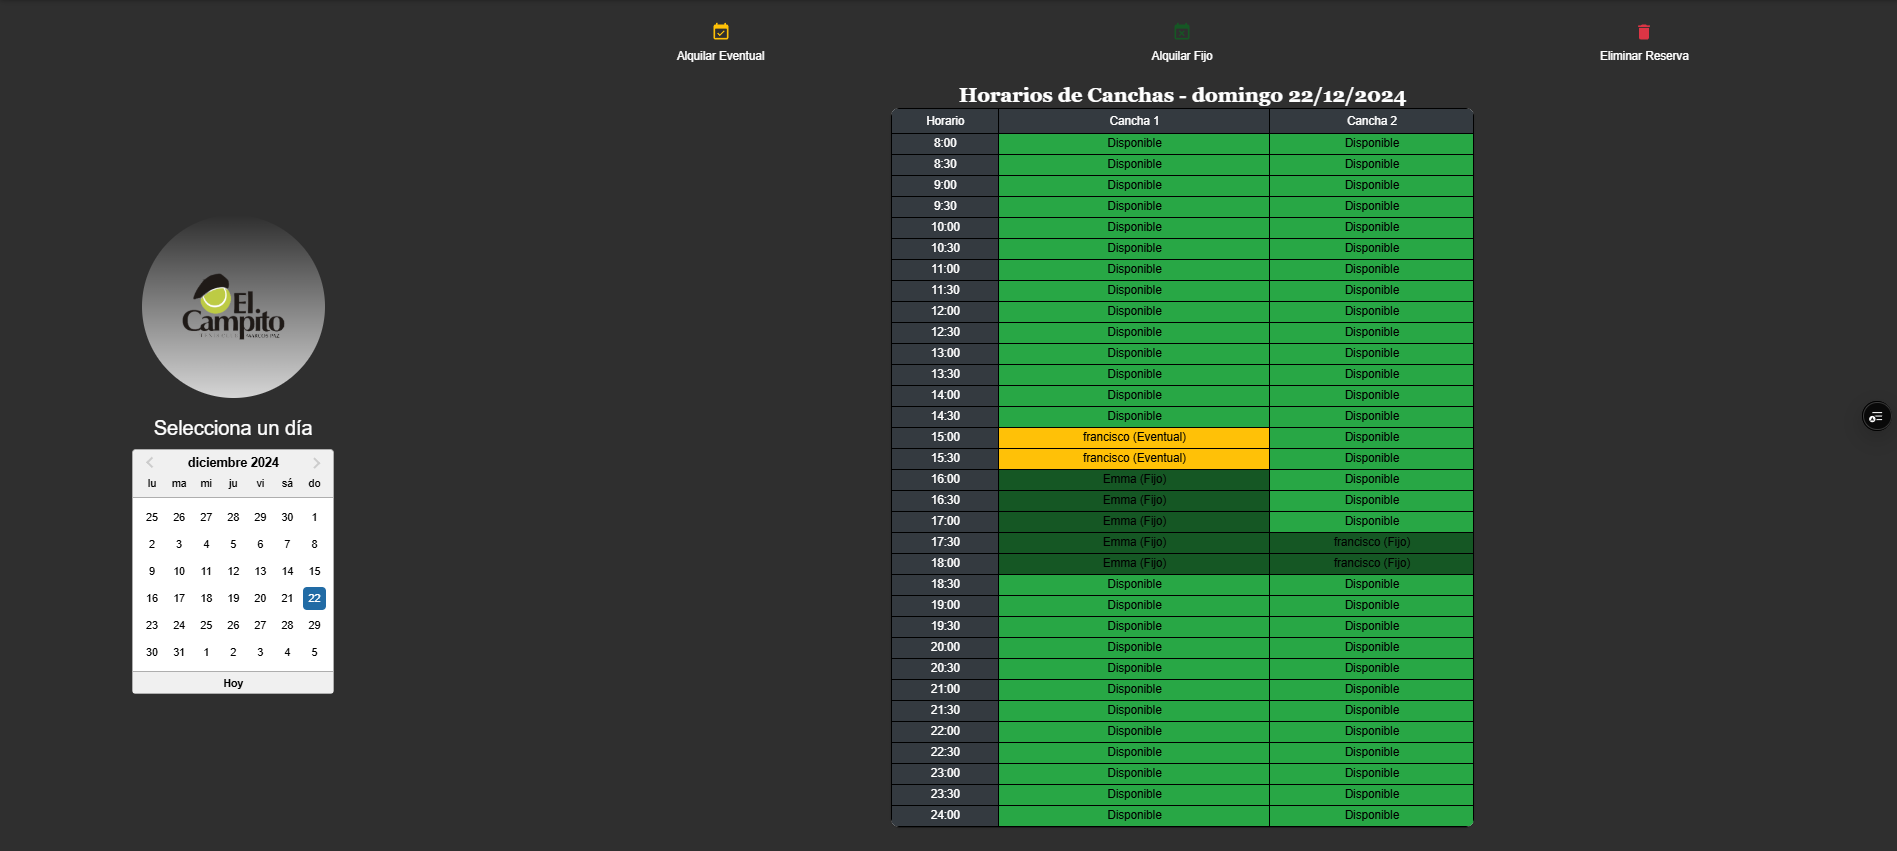 Alquilar Eventual
Alquilar Fijo
Eliminar Reserva
El.
Campito
MARCOS PAZ
Selecciona un día
diciembre 2024
lu ma mi ju vi sá do
25 26 27 28 29 30 1
2 3 4 5 6 7 8
9 10 11 12 13 14 15
16 17 18 19 20 21 22
23 24 25 26 27 28 29
30 31 1 2 3 4 5
Hoy
Horarios de Canchas - domingo 22/12/2024
Horario Cancha 1 Cancha 2
8:00 Disponible Disponible
8:30 Disponible Disponible
9:00 Disponible Disponible
9:30 Disponible Disponible
10:00 Disponible Disponible
10:30 Disponible Disponible
11:00 Disponible Disponible
11:30 Disponible Disponible
12:00 Disponible Disponible
12:30 Disponible Disponible
13:00 Disponible Disponible
13:30 Disponible Disponible
14:00 Disponible Disponible
14:30 Disponible Disponible
15:00 francisco (Eventual) Disponible
15:30 francisco (Eventual) Disponible
16:00 Emma (Fijo) Disponible
16:30 Emma (Fijo) Disponible
17:00 Emma (Fijo) Disponible
17:30 Emma (Fijo) francisco (Fijo)
18:00 Emma (Fijo) francisco (Fijo)
18:30 Disponible Disponible
19:00 Disponible Disponible
19:30 Disponible Disponible
20:00 Disponible Disponible
20:30 Disponible Disponible
21:00 Disponible Disponible
21:30 Disponible Disponible
22:00 Disponible Disponible
22:30 Disponible Disponible
23:00 Disponible Disponible
23:30 Disponible Disponible
24:00 Disponible Disponible